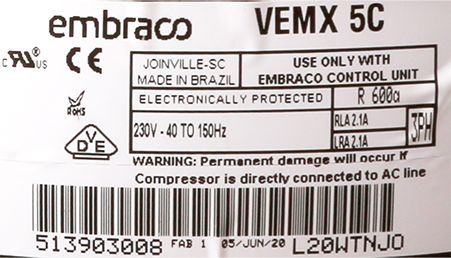 embraco VEMX 5C
C UR US CE
JOINVILLE-SC
MADE IN BRAZIL
USE ONLY WITH
EMBRACO CONTROL UNIT
ELECTRONICALLY PROTECTED R 600a
230V - 40 TO 150Hz
RLA 2.1A
LRA 2.1A
3PH
RoHS
DVE
WARNING: Permanent damage will occur if
Compressor is directly connected to AC line
513903008 FAB 1 05/JUN/20 L20WTNJO